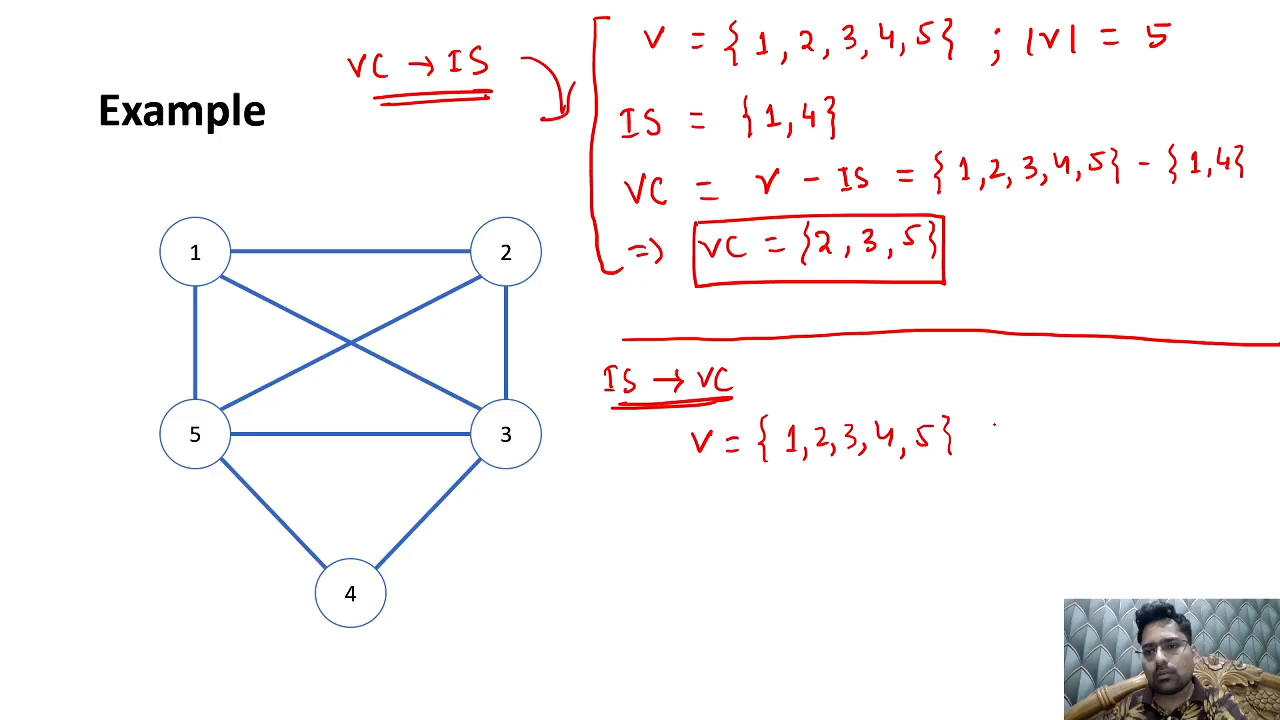 VC → IS
Example
V = {1, 2, 3, 4, 5} ; |V| = 5
IS = {1, 4}
VC = V - IS = {1, 2, 3, 4, 5} - {1, 4}
=> VC = {2, 3, 5}
1
2
5
3
4
IS → VC
V = {1, 2, 3, 4, 5}